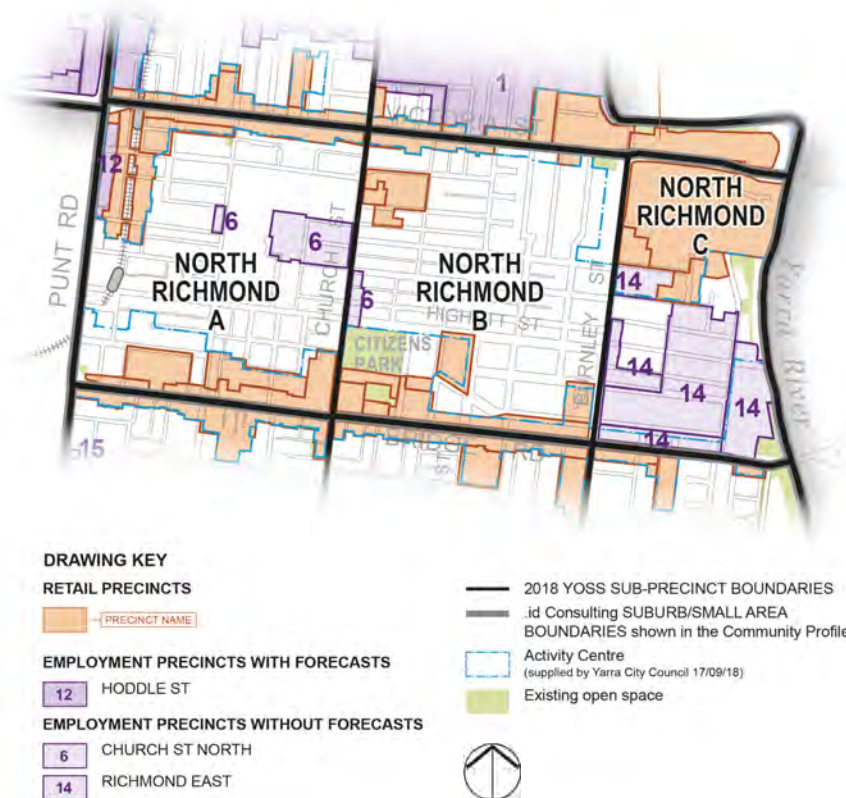 1
VICTORIA ST
12
NORTH
RICHMOND
C
6
6
PUNT RD
NORTH
RICHMOND
A
CHURCH ST
NORTH
RICHMOND
B
6
HIGHETT ST
BURNLEY ST
14
Yarra River
CITIZENS
PARK
14
14
14
14
BRIDGE RD
ST
15
DRAWING KEY
RETAIL PRECINCTS
PRECINCT NAME
EMPLOYMENT PRECINCTS WITH FORECASTS
12 HODDLE ST
EMPLOYMENT PRECINCTS WITHOUT FORECASTS
6 CHURCH ST NORTH
14 RICHMOND EAST
2018 YOSS SUB-PRECINCT BOUNDARIES
.id Consulting SUBURB/SMALL AREA
BOUNDARIES shown in the Community Profile
Activity Centre
(supplied by Yarra City Council 17/09/18)
Existing open space